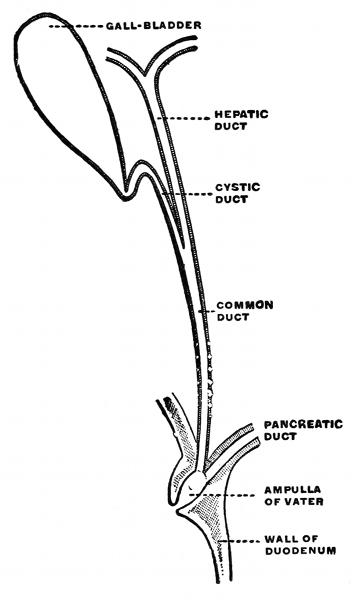 GALL-BLADDER
HEPATIC
DUCT
CYSTIC
DUCT
COMMON
DUCT
PANCREATIC
DUCT
AMPULLA
OF VATER
WALL OF
DUODENUM